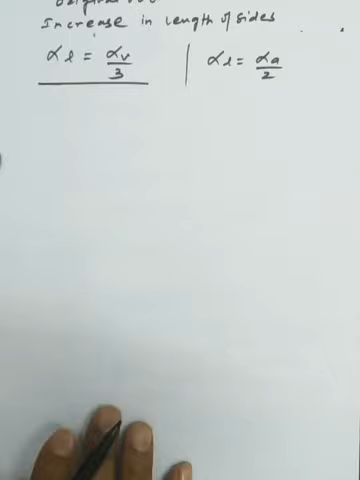 Increase in length of sides
αl = αv/3 | αl = αa/2